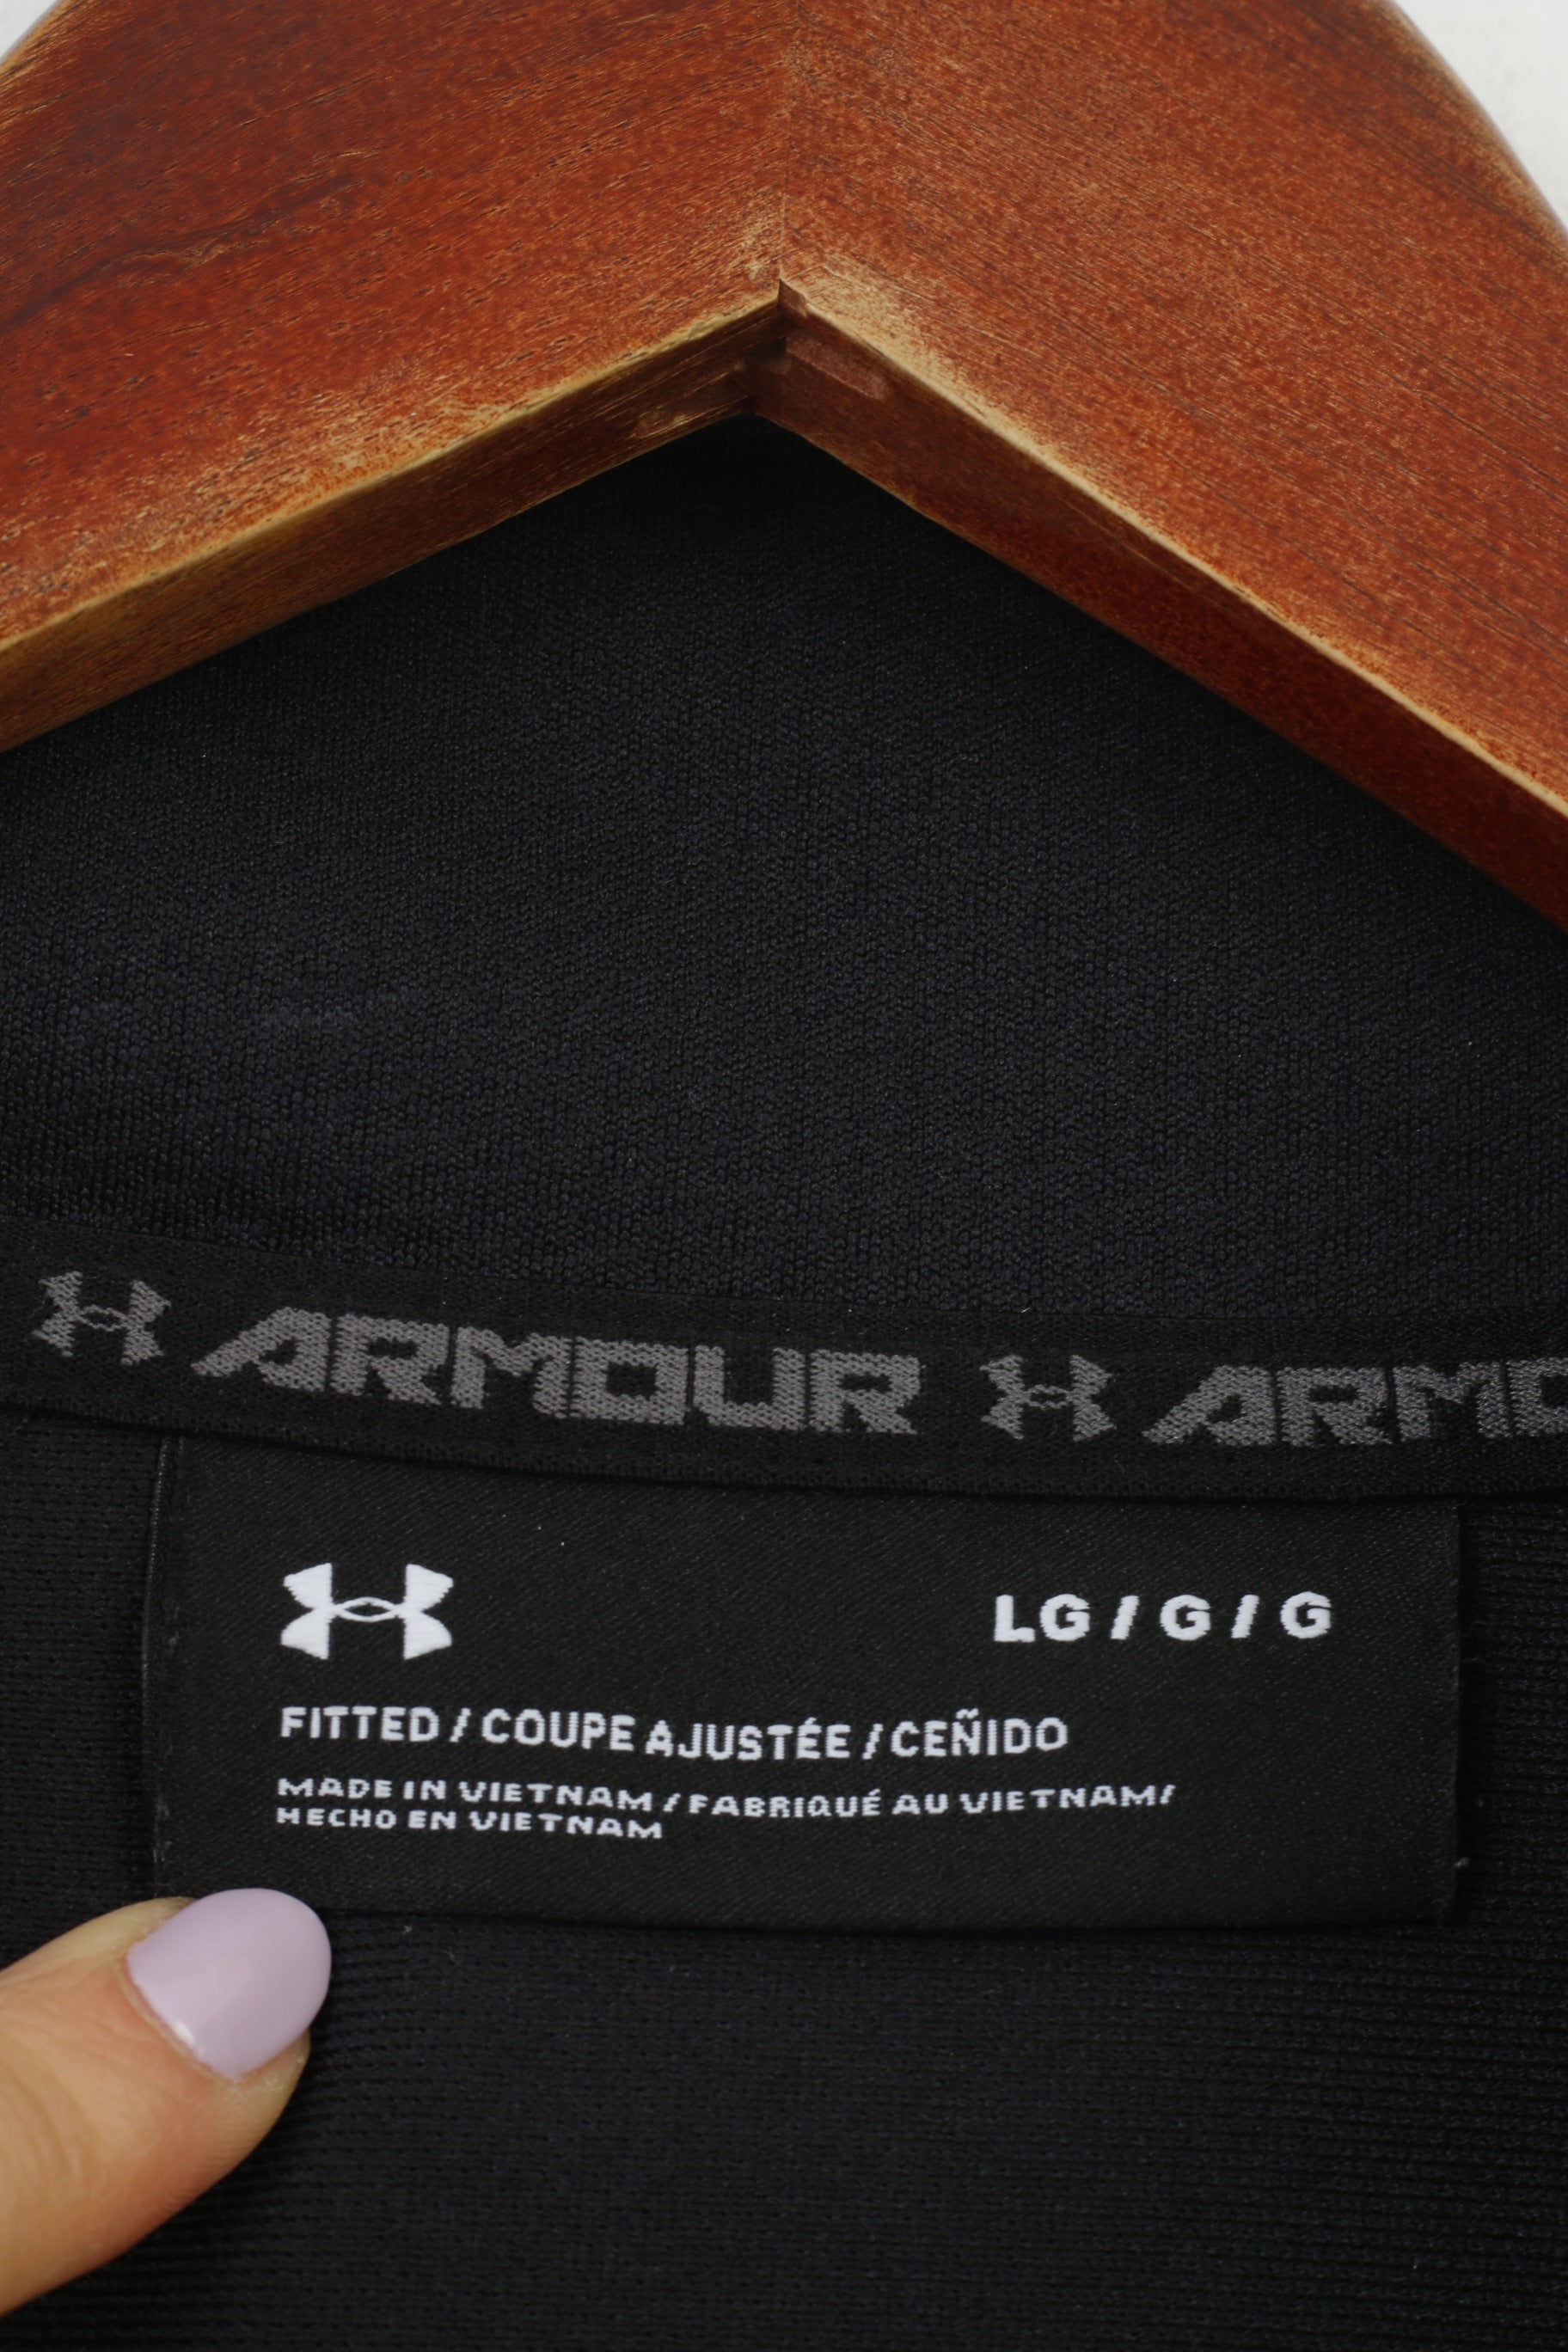 ARMOUR ARMO
LG / G / G
FITTED / COUPE AJUSTÉE / CEÑIDO
MADE IN VIETNAM / FABRIQUÉ AU VIETNAM/
HECHO EN VIETNAM